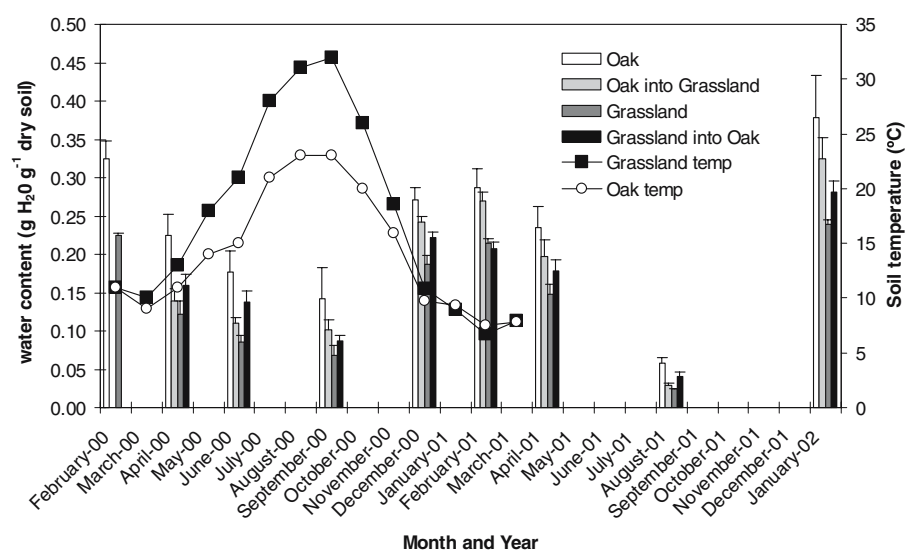 water content (g H₂0 g⁻¹ dry soil)
0.50
0.45
0.40
0.35
0.30
0.25
0.20
0.15
0.10
0.05
0.00
Oak
Oak into Grassland
Grassland
Grassland into Oak
Grassland temp
Oak temp
35
30
25
20
15
10
5
0
Soil temperature (ºC)
February-00
March-00
April-00
May-00
June-00
July-00
August-00
September-00
October-00
November-00
December-00
January-01
February-01
March-01
April-01
May-01
June-01
July-01
August-01
September-01
October-01
November-01
December-01
January-02
Month and Year